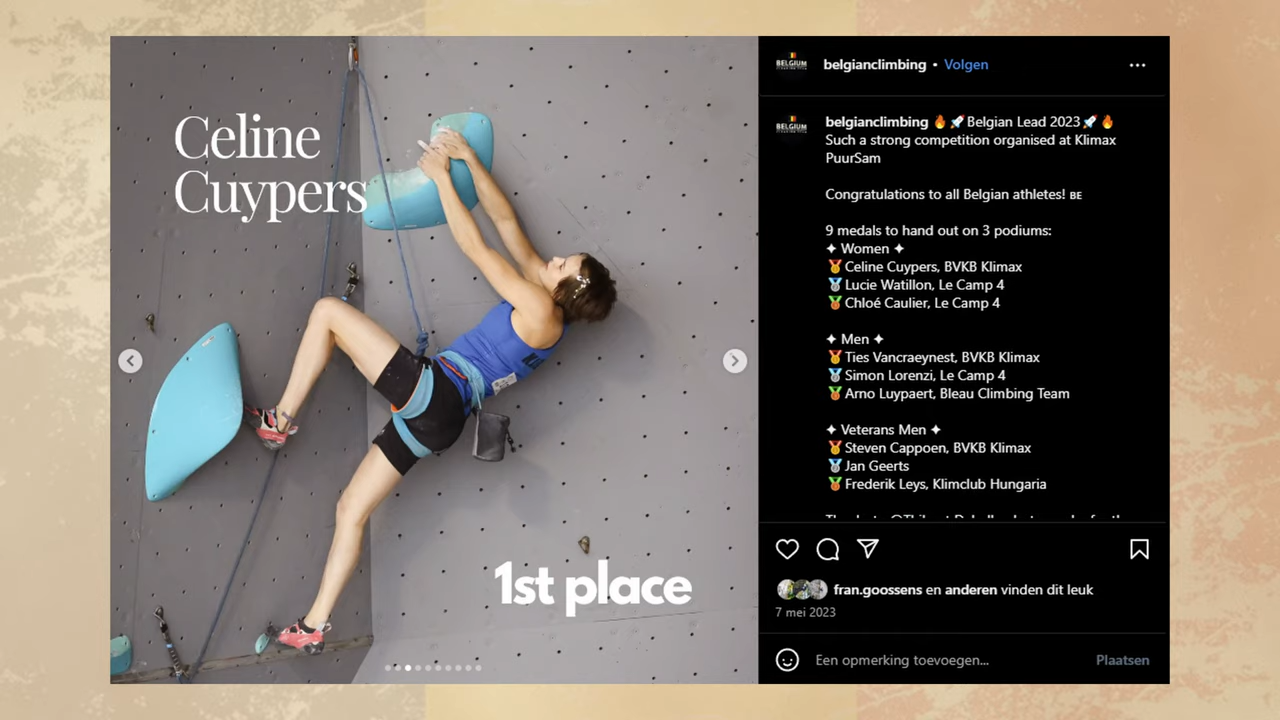 Celine
Cuypers
1st place
BELGIUM
belgianclimbing • Volgen
BELGIUM
belgianclimbing 🔥🚀Belgian Lead 2023🚀🔥
Such a strong competition organised at Klimax
PuurSam
Congratulations to all Belgian athletes! ʙᴇ
9 medals to hand out on 3 podiums:
✦ Women ✦
🥇Celine Cuypers, BVKB Klimax
🥈Lucie Watillon, Le Camp 4
🥉Chloé Caulier, Le Camp 4
✦ Men ✦
🥇Ties Vancraeynest, BVKB Klimax
🥈Simon Lorenzi, Le Camp 4
🥉Arno Luypaert, Bleau Climbing Team
✦ Veterans Men ✦
🥇Steven Cappoen, BVKB Klimax
🥈Jan Geerts
🥉Frederik Leys, Klimclub Hungaria
fran.goossens en anderen vinden dit leuk
7 mei 2023
Een opmerking toevoegen...
Plaatsen